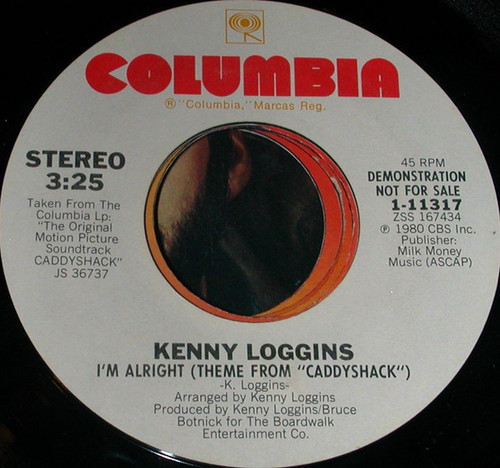 COLUMBIA
® "Columbia," Marcas Reg.
STEREO
3:25
Taken From The
Columbia Lp:
"The Original
Motion Picture
Soundtrack
CADDYSHACK"
JS 36737
45 RPM
DEMONSTRATION
NOT FOR SALE
1-11317
ZSS 167434
℗ 1980 CBS Inc.
Publisher:
Milk Money
Music (ASCAP)
KENNY LOGGINS
I'M ALRIGHT (THEME FROM "CADDYSHACK")
-K. Loggins-
Arranged by Kenny Loggins
Produced by Kenny Loggins/Bruce
Botnick for The Boardwalk
Entertainment Co.